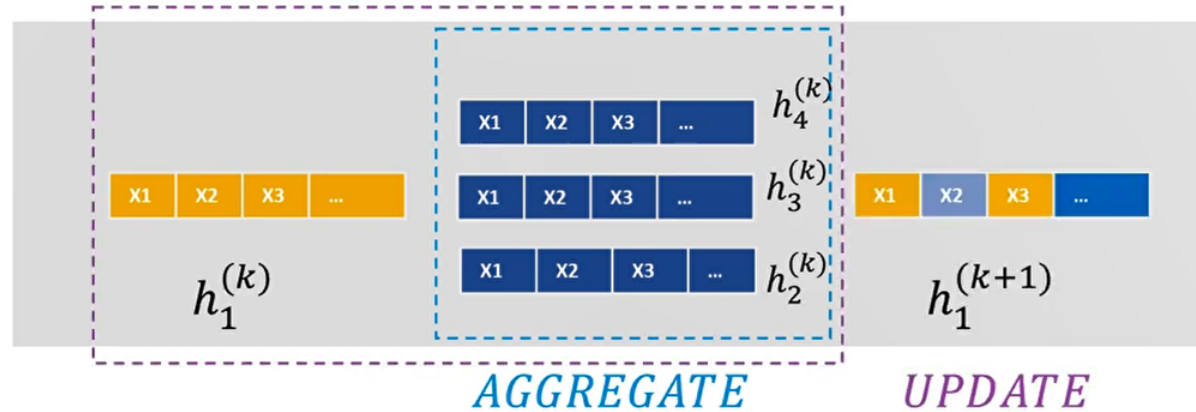 X1 X2 X3 ... h_4^{(k)}
X1 X2 X3 ... X1 X2 X3 ... h_3^{(k)} X1 X2 X3 ...
X1 X2 X3 ... h_2^{(k)}
h_1^{(k)} h_1^{(k+1)}
AGGREGATE UPDATE